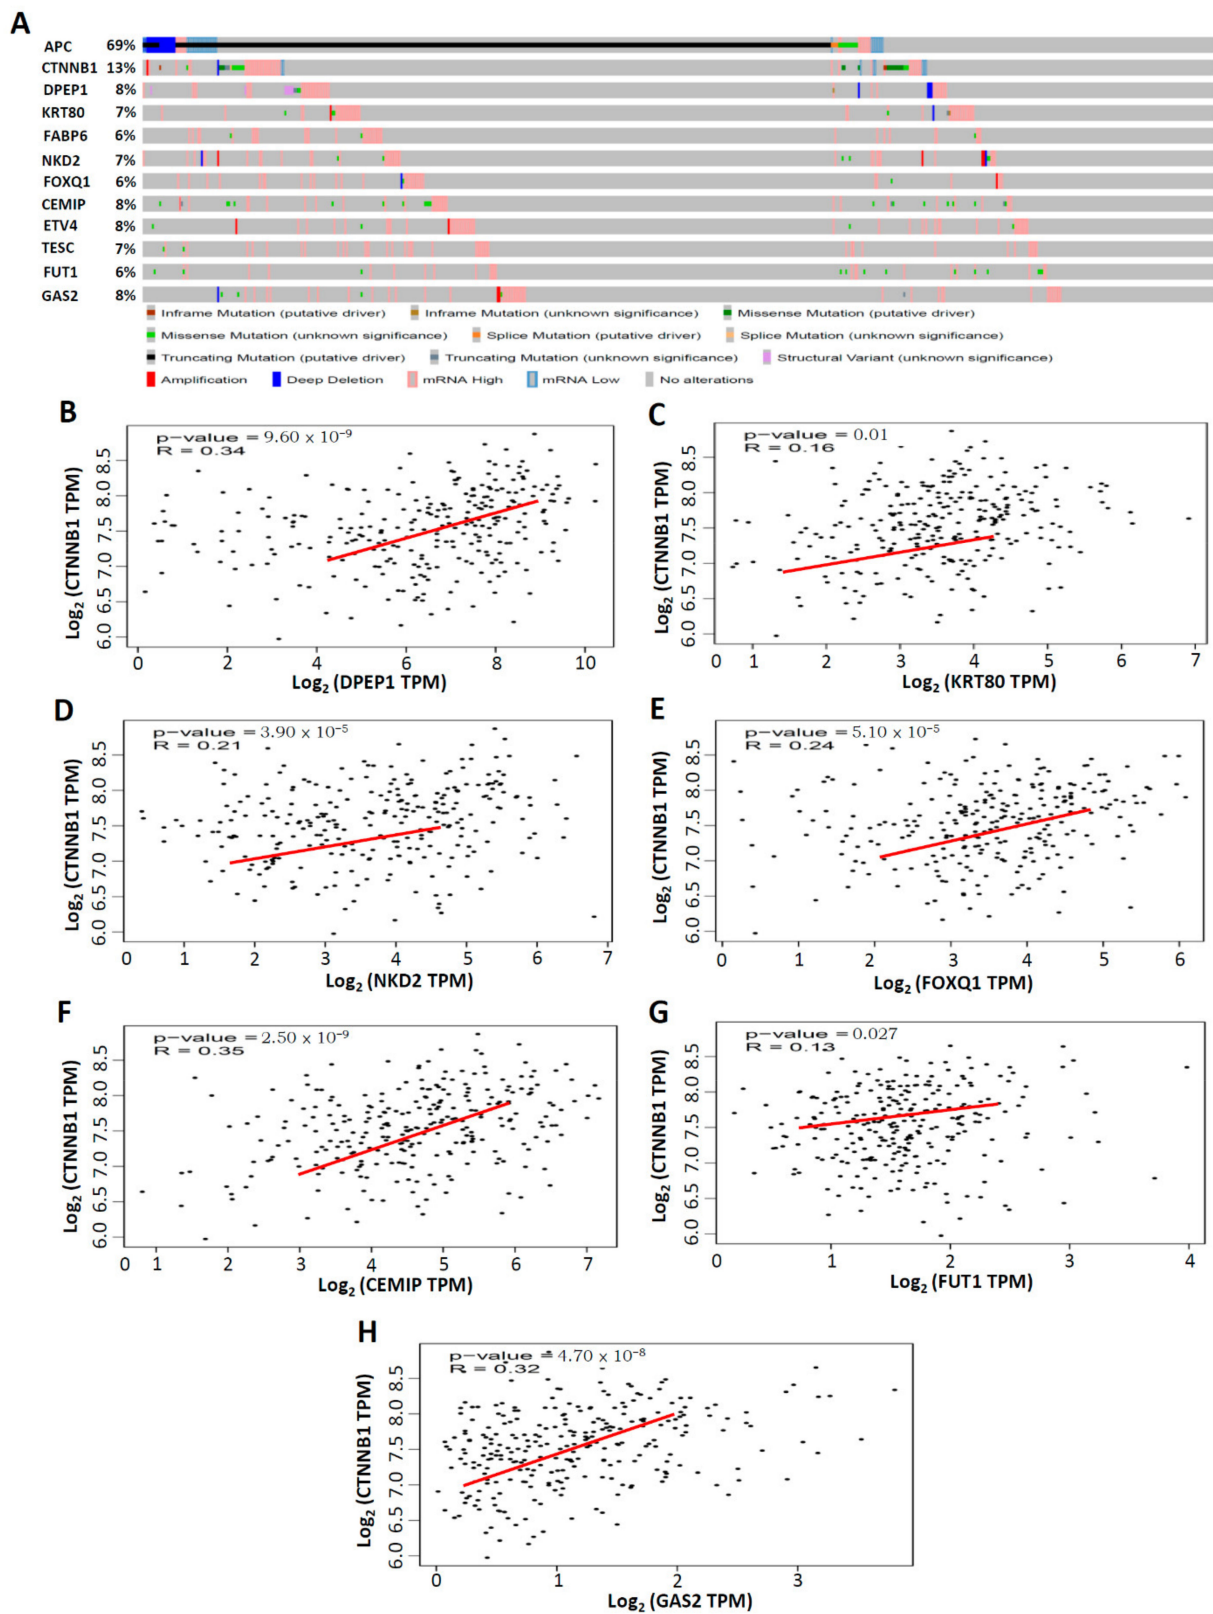 A
APC 69%
CTNNB1 13%
DPEP1 8%
KRT80 7%
FABP6 6%
NKD2 7%
FOXQ1 6%
CEMIP 8%
ETV4 8%
TESC 7%
FUT1 6%
GAS2 8%
Inframe Mutation (putative driver) Inframe Mutation (unknown significance) Missense Mutation (putative driver)
Missense Mutation (unknown significance) Splice Mutation (putative driver) Splice Mutation (unknown significance)
Truncating Mutation (putative driver) Truncating Mutation (unknown significance) Structural Variant (unknown significance)
Amplification Deep Deletion mRNA High mRNA Low No alterations
B
p-value = 9.60 x 10⁻⁹
R = 0.34
Log₂ (CTNNB1 TPM)
8.5
8.0
7.5
7.0
6.5
6.0
0 2 4 6 8 10
Log₂ (DPEP1 TPM)
C
p-value = 0.01
R = 0.16
Log₂ (CTNNB1 TPM)
8.5
8.0
7.5
7.0
6.5
6.0
0 1 2 3 4 5 6 7
Log₂ (KRT80 TPM)
D
p-value = 3.90 x 10⁻⁵
R = 0.21
Log₂ (CTNNB1 TPM)
8.5
8.0
7.5
7.0
6.5
6.0
0 1 2 3 4 5 6 7
Log₂ (NKD2 TPM)
E
p-value = 5.10 x 10⁻⁵
R = 0.24
Log₂ (CTNNB1 TPM)
8.5
8.0
7.5
7.0
6.5
6.0
0 1 2 3 4 5 6
Log₂ (FOXQ1 TPM)
F
p-value = 2.50 x 10⁻⁹
R = 0.35
Log₂ (CTNNB1 TPM)
8.5
8.0
7.5
7.0
6.5
6.0
0 1 2 3 4 5 6 7
Log₂ (CEMIP TPM)
G
p-value = 0.027
R = 0.13
Log₂ (CTNNB1 TPM)
8.5
8.0
7.5
7.0
6.5
6.0
0 1 2 3 4
Log₂ (FUT1 TPM)
H
p-value = 4.70 x 10⁻⁸
R = 0.32
Log₂ (CTNNB1 TPM)
8.5
8.0
7.5
7.0
6.5
6.0
0 1 2 3
Log₂ (GAS2 TPM)